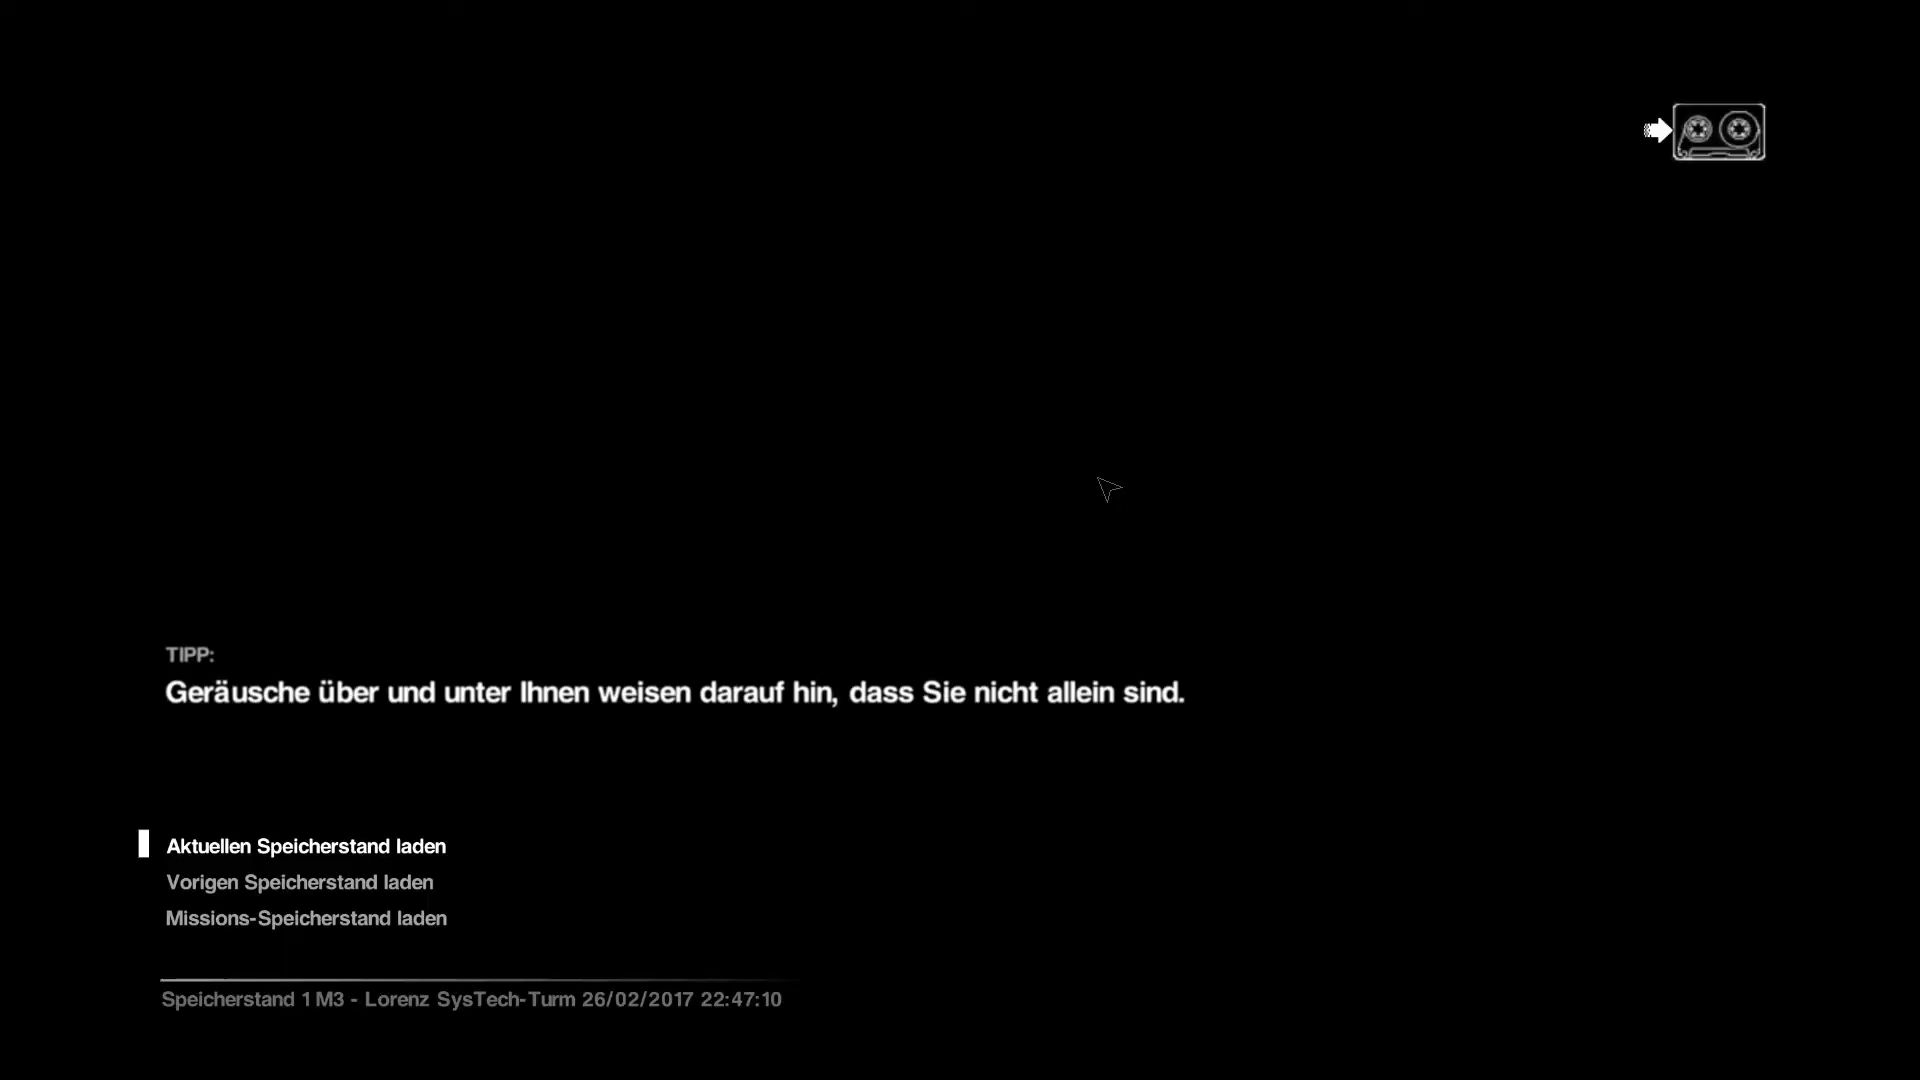 TIPP:
Geräusche über und unter Ihnen weisen darauf hin, dass Sie nicht allein sind.
Aktuellen Speicherstand laden
Vorigen Speicherstand laden
Missions-Speicherstand laden
Speicherstand 1 M3 - Lorenz SysTech-Turm 26/02/2017 22:47:10